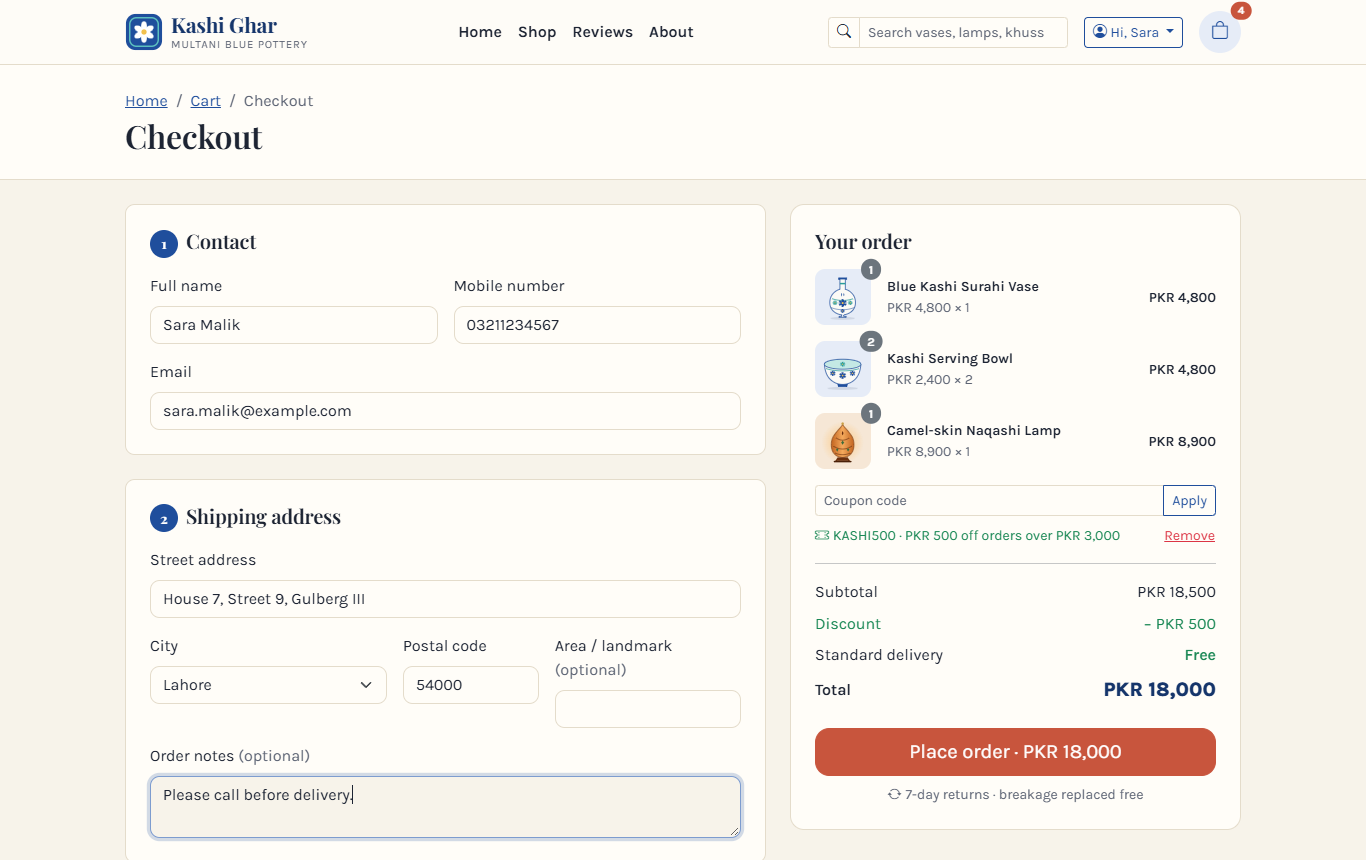 Kashi Ghar
MULTANI BLUE POTTERY
Home Shop Reviews About
Search vases, lamps, khuss
Hi, Sara
4
Home / Cart / Checkout
Checkout
1 Contact
Full name
Mobile number
Sara Malik
03211234567
Email
sara.malik@example.com
2 Shipping address
Street address
House 7, Street 9, Gulberg III
City
Postal code
Area / landmark
(optional)
Lahore
54000
Order notes (optional)
Please call before delivery.
Your order
1
Blue Kashi Surahi Vase
PKR 4,800 × 1
PKR 4,800
2
Kashi Serving Bowl
PKR 2,400 × 2
PKR 4,800
1
Camel-skin Naqashi Lamp
PKR 8,900 × 1
PKR 8,900
Coupon code
Apply
KASHI500 · PKR 500 off orders over PKR 3,000
Remove
Subtotal
PKR 18,500
Discount
− PKR 500
Standard delivery
Free
Total
PKR 18,000
Place order · PKR 18,000
7-day returns · breakage replaced free